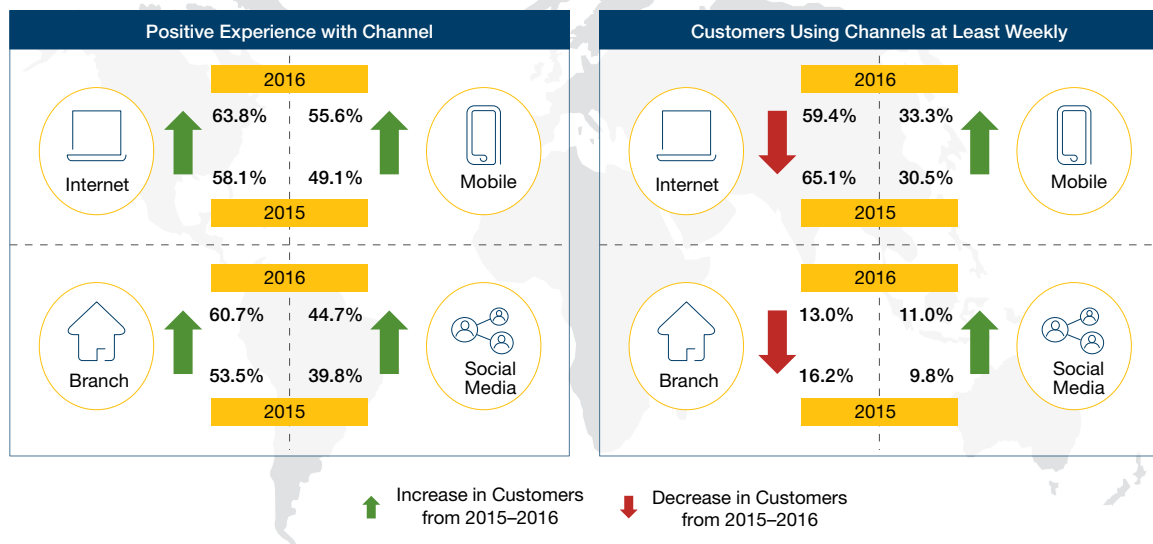 Positive Experience with Channel
2016
63.8% 55.6%
Internet
Mobile
58.1% 49.1%
2015
2016
60.7% 44.7%
Branch
Social
Media
53.5% 39.8%
2015
Customers Using Channels at Least Weekly
2016
59.4% 33.3%
Internet
Mobile
65.1% 30.5%
2015
2016
13.0% 11.0%
Branch
Social
Media
16.2% 9.8%
2015
Increase in Customers
from 2015–2016
Decrease in Customers
from 2015–2016